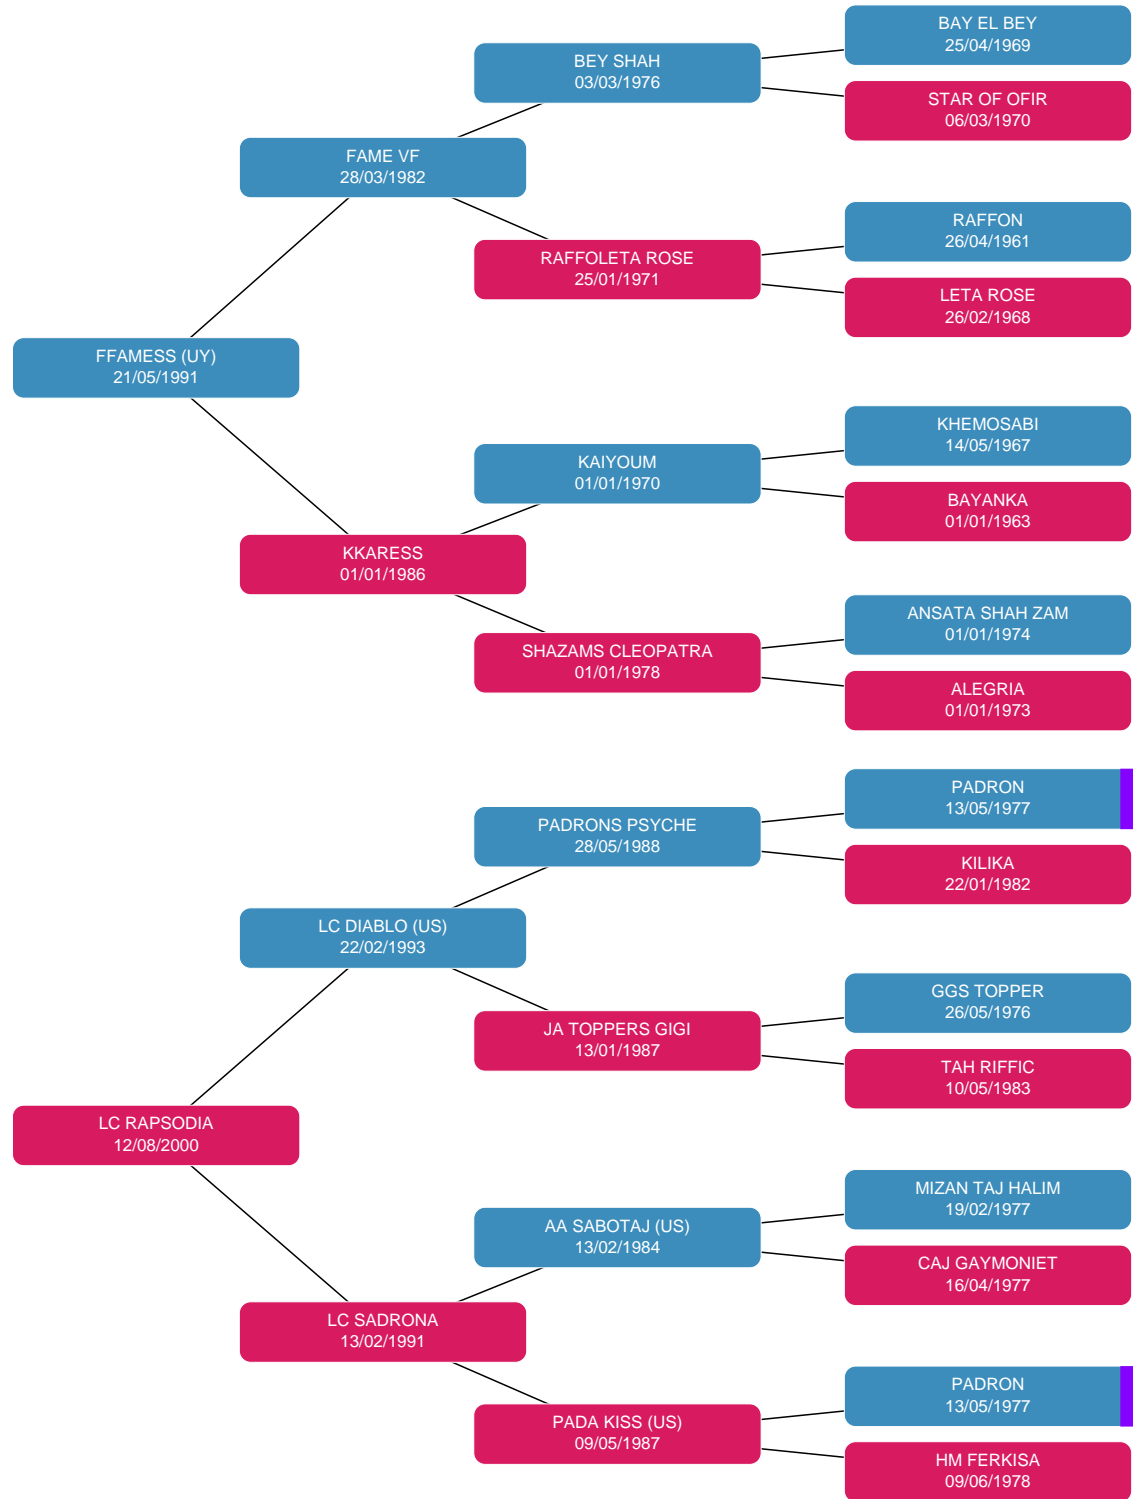 BAY EL BEY
25/04/1969
BEY SHAH
03/03/1976
STAR OF OFIR
06/03/1970
FAME VF
28/03/1982
RAFFON
26/04/1961
RAFFOLETA ROSE
25/01/1971
LETA ROSE
26/02/1968
FFAMESS (UY)
21/05/1991
KHEMOSABI
14/05/1967
KAIYOUM
01/01/1970
BAYANKA
01/01/1963
KKARESS
01/01/1986
ANSATA SHAH ZAM
01/01/1974
SHAZAMS CLEOPATRA
01/01/1978
ALEGRIA
01/01/1973
PADRON
13/05/1977
PADRONS PSYCHE
28/05/1988
KILIKA
22/01/1982
LC DIABLO (US)
22/02/1993
GGS TOPPER
26/05/1976
JA TOPPERS GIGI
13/01/1987
TAH RIFFIC
10/05/1983
LC RAPSODIA
12/08/2000
MIZAN TAJ HALIM
19/02/1977
AA SABOTAJ (US)
13/02/1984
CAJ GAYMONIET
16/04/1977
LC SADRONA
13/02/1991
PADRON
13/05/1977
PADA KISS (US)
09/05/1987
HM FERKISA
09/06/1978